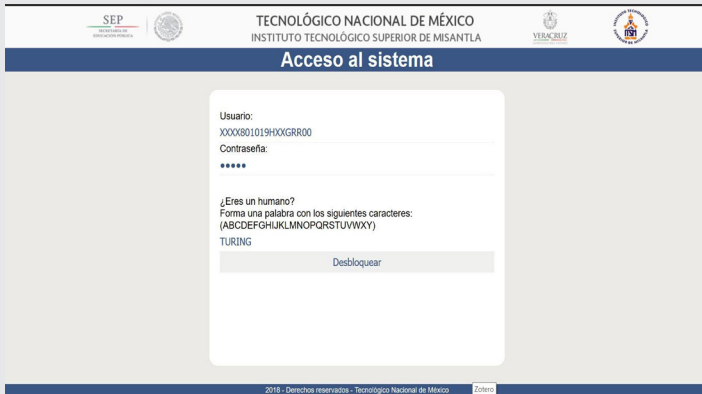 SEP
SECRETARÍA DE
EDUCACIÓN PÚBLICA
TECNOLÓGICO NACIONAL DE MÉXICO
INSTITUTO TECNOLÓGICO SUPERIOR DE MISANTLA
VERACRUZ
Acceso al sistema
Usuario:
XXXX801019HXXGRR00
Contraseña:
¿Eres un humano?
Forma una palabra con los siguientes caracteres:
(ABCDEFGHIJKLMNOPQRSTUVWXY)
TURING
Desbloquear
2018 - Derechos reservados - Tecnológico Nacional de México
Zotero